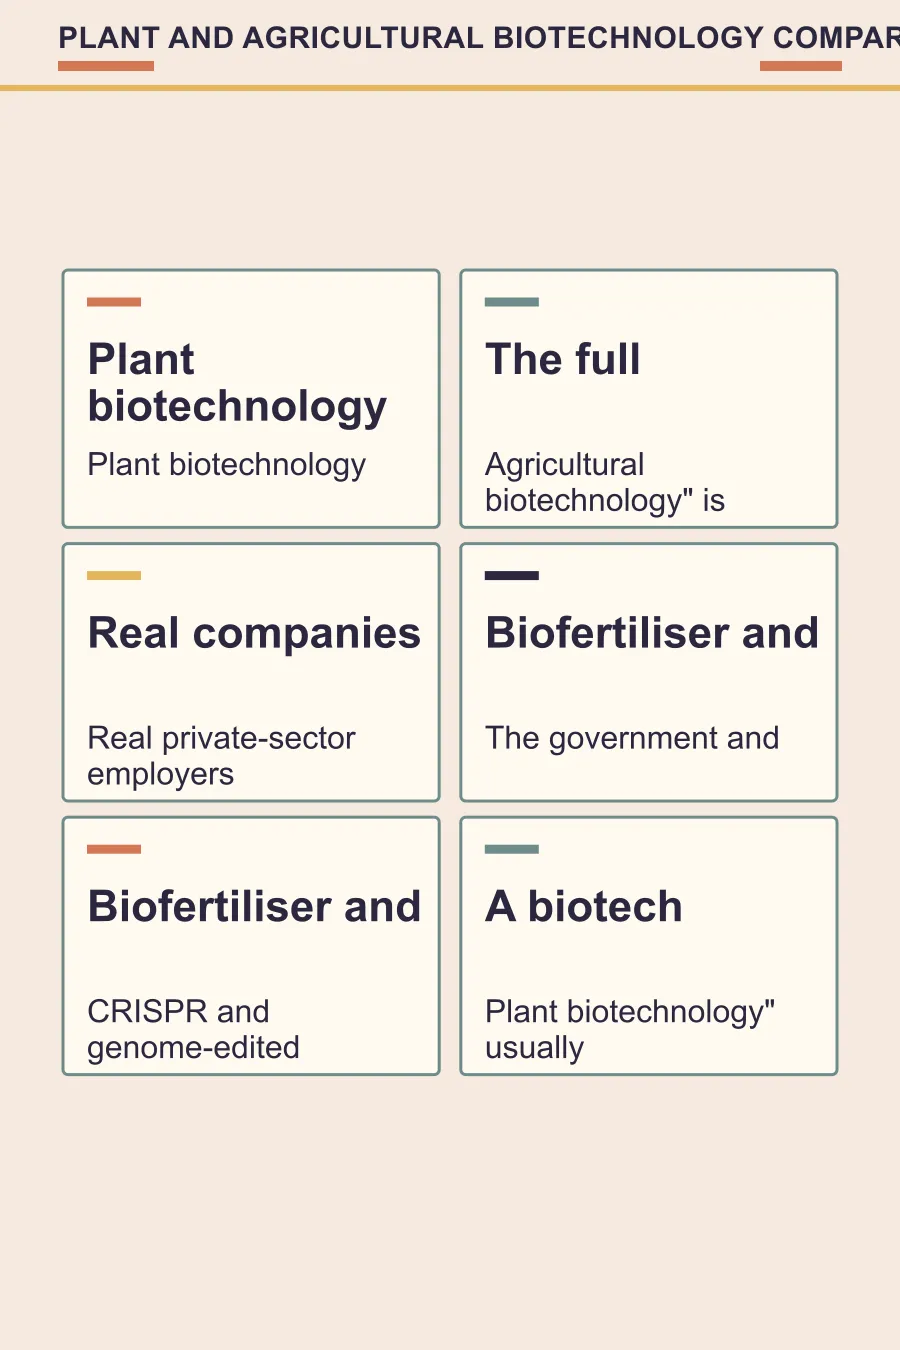 PLANT AND AGRICULTURAL BIOTECHNOLOGY COMPAR
Plant
biotechnology
Plant biotechnology
The full
Agricultural
biotechnology" is
Real companies
Real private-sector
employers
Biofertiliser and
The government and
Biofertiliser and
CRISPR and
genome-edited
A biotech
Plant biotechnology"
usually